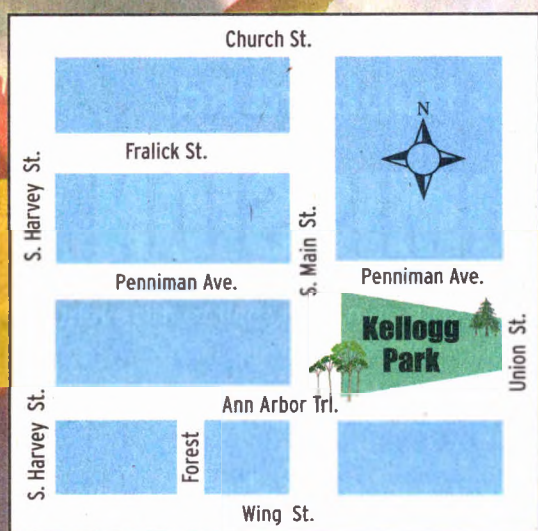 Church St.
N
Fralick St.
S. Harvey St.
S. Main St.
Penniman Ave.
Penniman Ave.
Kellogg
Park
Union St.
Ann Arbor Trl.
S. Harvey St.
Forest
Wing St.